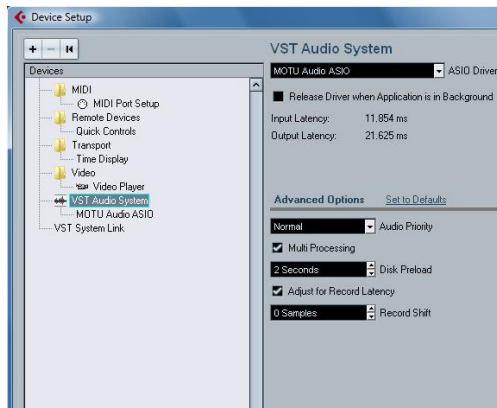 Device Setup
+ -
Devices
MIDI
MIDI Port Setup
Remote Devices
Quick Controls
Transport
Time Display
Video
Video Player
VST Audio System
MOTU Audio ASIO
VST System Link
VST Audio System
MOTU Audio ASIO ASIO Driver
Release Driver when Application is in Background
Input Latency: 11.854 ms
Output Latency: 21.625 ms
Advanced Options Set to Defaults
Normal Audio Priority
Multi Processing
2 Seconds Disk Preload
Adjust for Record Latency
0 Samples Record Shift